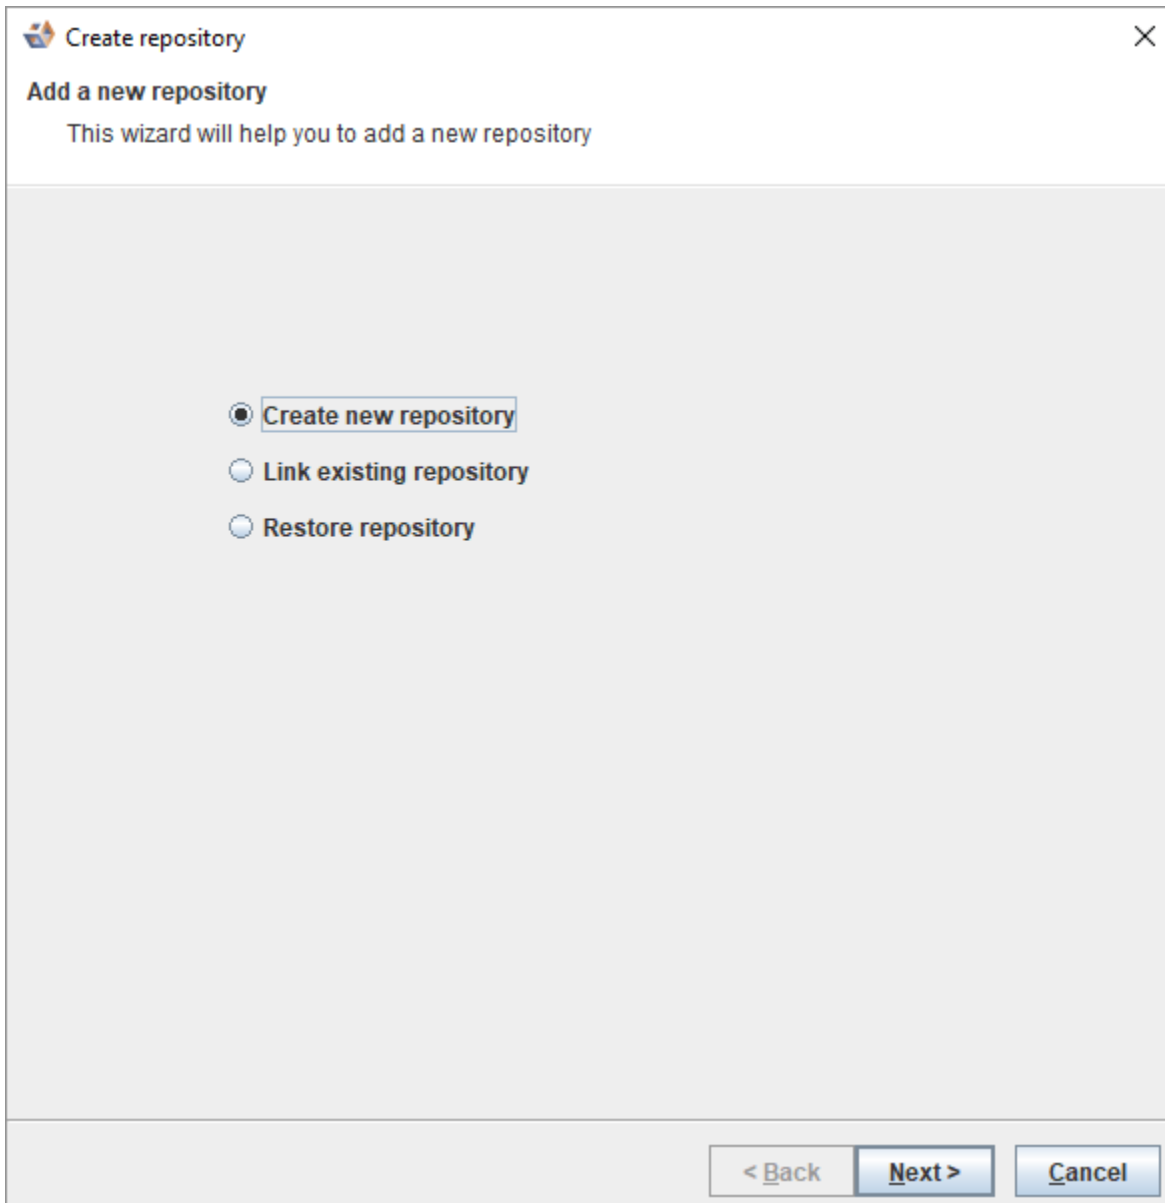 Create repository
Add a new repository
This wizard will help you to add a new repository
Create new repository
Link existing repository
Restore repository
< Back Next > Cancel